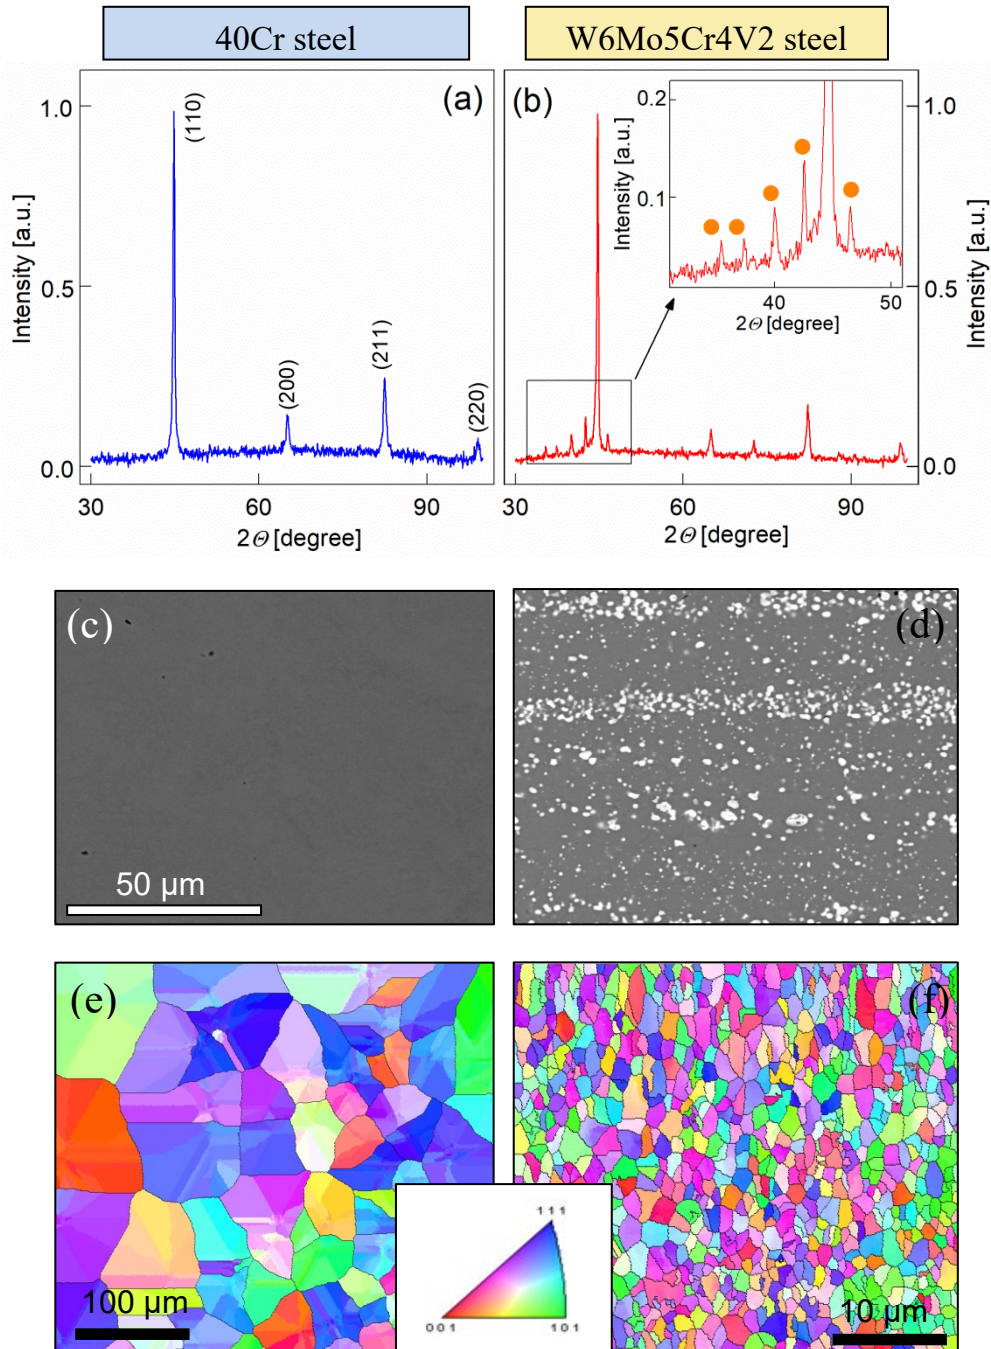 40Cr steel
W6Mo5Cr4V2 steel
(a)
(110)
(200)
(211)
(220)
1.0
0.5
0.0
Intensity [a.u.]
30
60
90
2Θ [degree]
(b)
0.2
0.1
Intensity [a.u.]
40
50
2Θ [degree]
1.0
0.5
0.0
Intensity [a.u.]
30
60
90
2Θ [degree]
(c)
50 µm
(d)
(e)
100 µm
(f)
10 µm
111
001
101